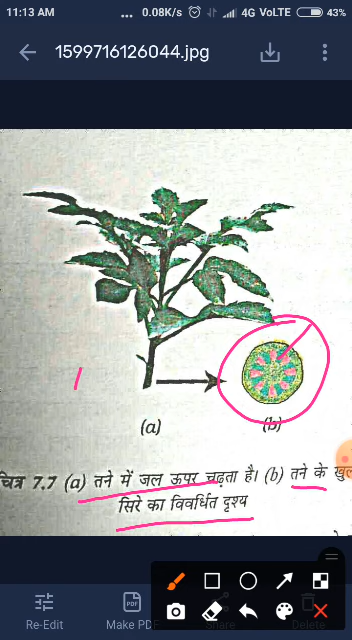 11:13 AM ... 0.08K/s 4G VoLTE 43%
1599716126044.jpg
(a) (b)
चित्र 7.7 (a) तने में जल ऊपर चढ़ता है। (b) तने के
सिरे का विवर्धित दृश्य
Re-Edit Make PDF Share Delete